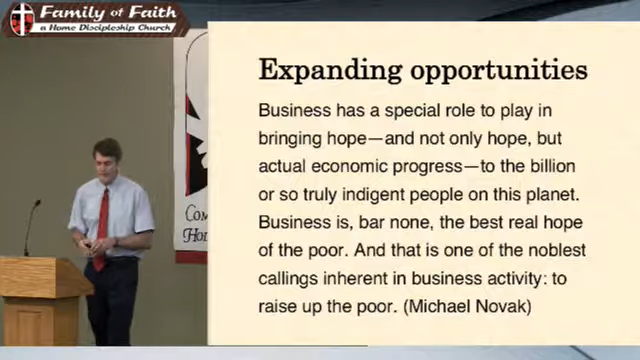 Family of Faith
a Home Discipleship Church
Expanding opportunities
Business has a special role to play in
bringing hope—and not only hope, but
actual economic progress—to the billion
or so truly indigent people on this planet.
Business is, bar none, the best real hope
of the poor. And that is one of the noblest
callings inherent in business activity: to
raise up the poor. (Michael Novak)